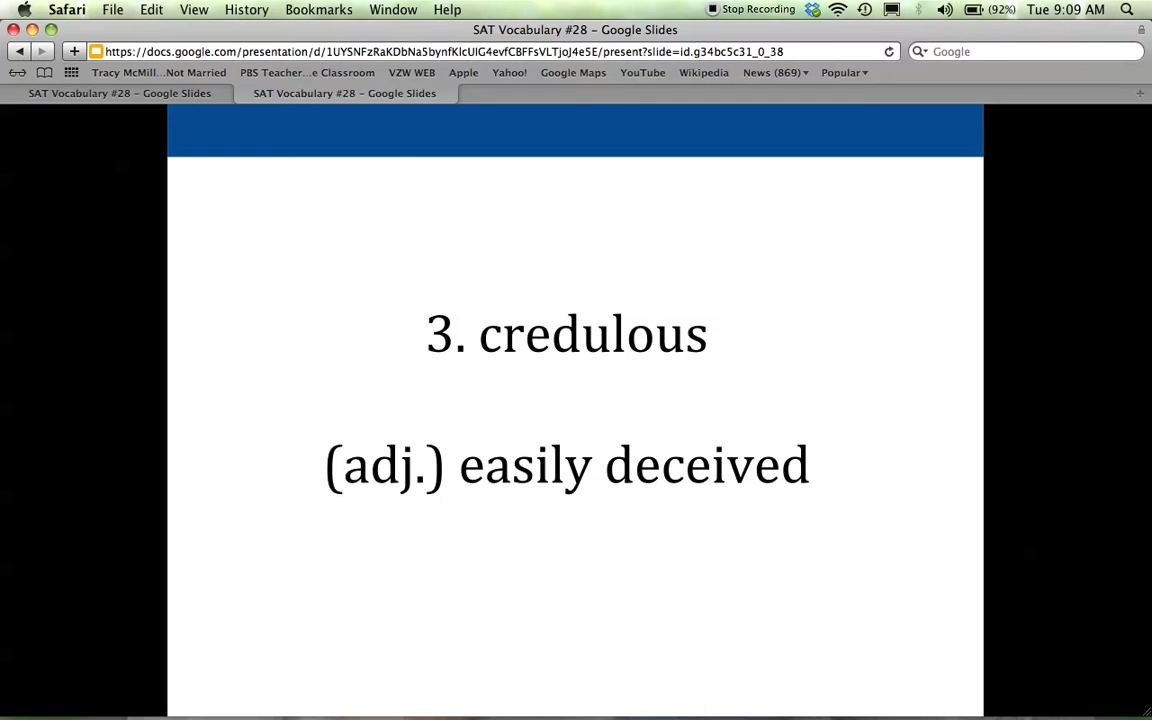 Safari File Edit View History Bookmarks Window Help Stop Recording (92%) Tue 9:09 AM
SAT Vocabulary #28 – Google Slides
https://docs.google.com/presentation/d/1UYSNFzRaKDbNa5bynfKlcUIG4evfCBFFsVLTjoJ4e5E/present?slide=id.g34bc5c31_0_38 Google
Tracy McMill...Not Married PBS Teacher...e Classroom VZW WEB Apple Yahoo! Google Maps YouTube Wikipedia News (869) Popular
SAT Vocabulary #28 – Google Slides SAT Vocabulary #28 – Google Slides
3. credulous
(adj.) easily deceived